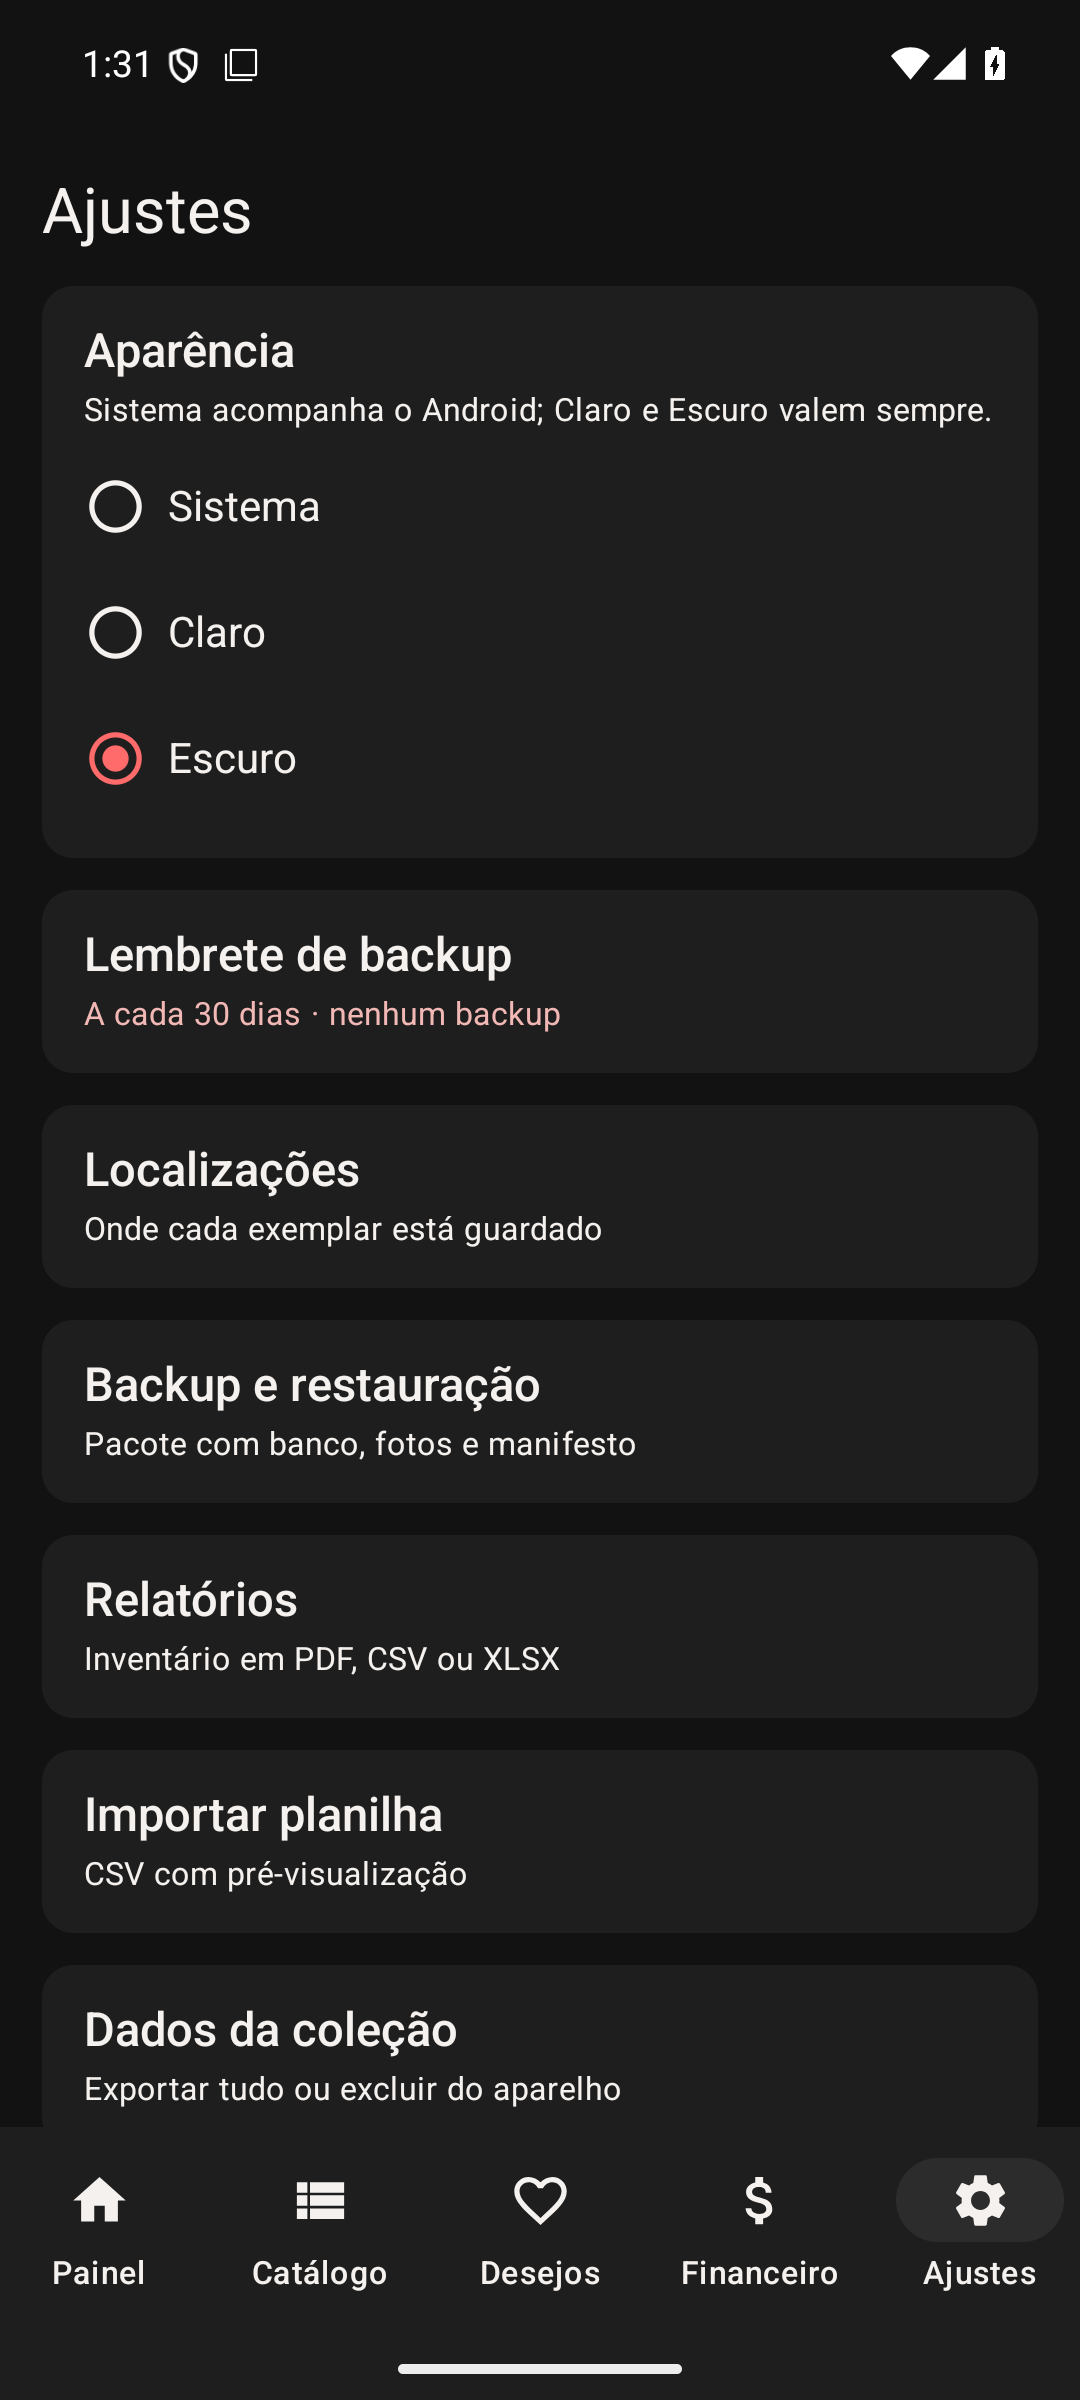 1:31
Ajustes
Aparência
Sistema acompanha o Android; Claro e Escuro valem sempre.
Sistema
Claro
Escuro
Lembrete de backup
A cada 30 dias · nenhum backup
Localizações
Onde cada exemplar está guardado
Backup e restauração
Pacote com banco, fotos e manifesto
Relatórios
Inventário em PDF, CSV ou XLSX
Importar planilha
CSV com pré-visualização
Dados da coleção
Exportar tudo ou excluir do aparelho
Painel
Catálogo
Desejos
Financeiro
Ajustes